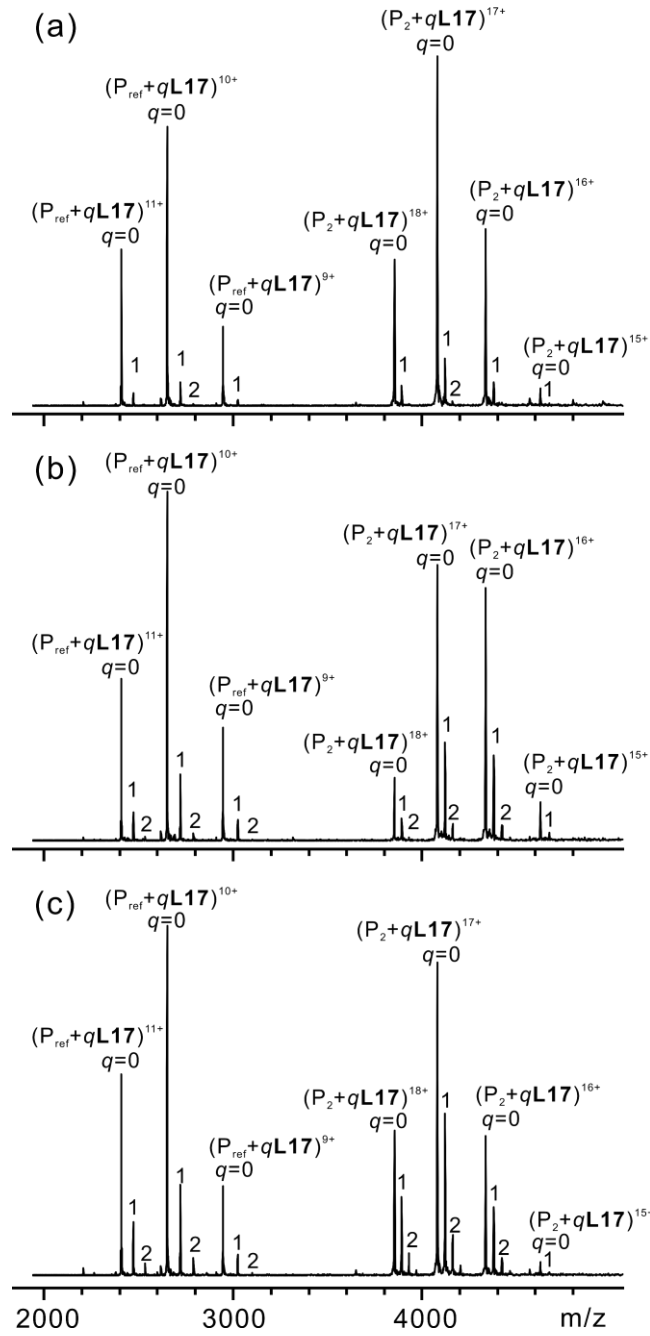 (a)
(P₂+qL17)¹⁷⁺
q=0
(Pref+qL17)¹⁰⁺
q=0
(P₂+qL17)¹⁶⁺
q=0
(Pref+qL17)¹¹⁺
q=0
(P₂+qL17)¹⁸⁺
q=0
(Pref+qL17)⁹⁺
q=0
(P₂+qL17)¹⁵⁺
q=0
1 1 2 1 1 1 2 1 1
(b)
(Pref+qL17)¹⁰⁺
q=0
(P₂+qL17)¹⁷⁺
q=0
(P₂+qL17)¹⁶⁺
q=0
(Pref+qL17)¹¹⁺
q=0
(Pref+qL17)⁹⁺
q=0
(P₂+qL17)¹⁸⁺
q=0
(P₂+qL17)¹⁵⁺
q=0
1 2 1 2 1 2 1 1 2 1 2 1
(c)
(Pref+qL17)¹⁰⁺
q=0
(P₂+qL17)¹⁷⁺
q=0
(Pref+qL17)¹¹⁺
q=0
(P₂+qL17)¹⁸⁺
q=0
(P₂+qL17)¹⁶⁺
q=0
(Pref+qL17)⁹⁺
q=0
(P₂+qL17)¹⁵⁺
q=0
1 2 1 2 1 2 1 2 1 2 1 2 1
2000 3000 4000 m/z